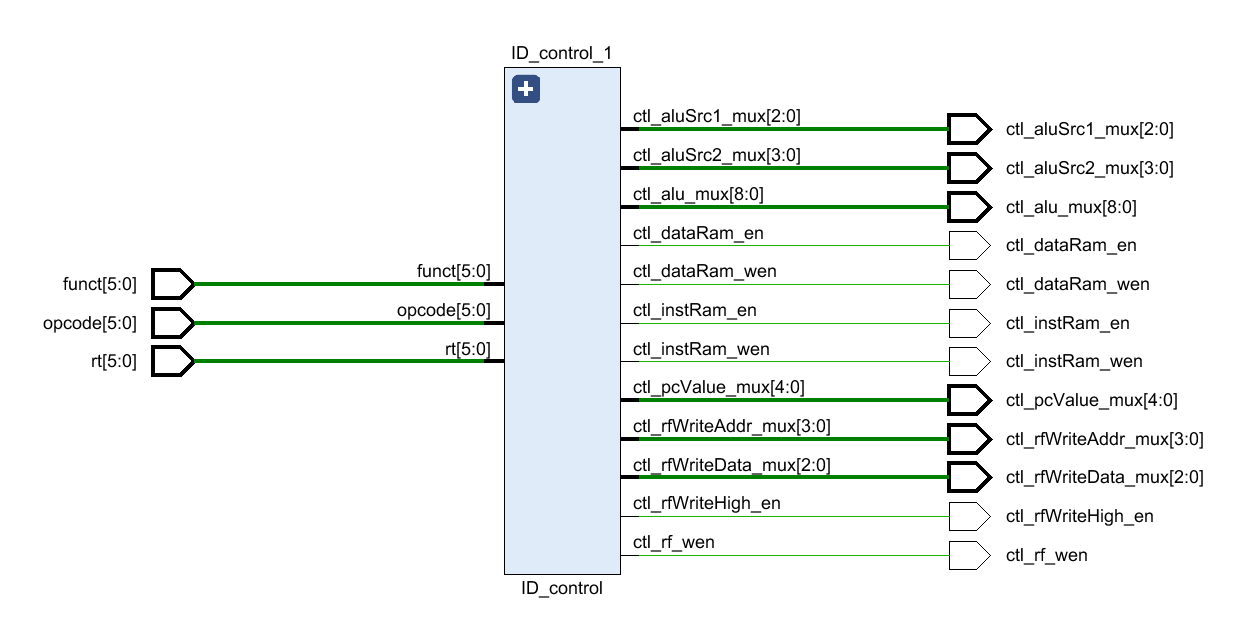 ID_control_1
ctl_aluSrc1_mux[2:0]
ctl_aluSrc1_mux[2:0]
ctl_aluSrc2_mux[3:0]
ctl_aluSrc2_mux[3:0]
ctl_alu_mux[8:0]
ctl_alu_mux[8:0]
ctl_dataRam_en
ctl_dataRam_en
funct[5:0]
funct[5:0]
ctl_dataRam_wen
ctl_dataRam_wen
opcode[5:0]
opcode[5:0]
ctl_instRam_en
ctl_instRam_en
rt[5:0]
rt[5:0]
ctl_instRam_wen
ctl_instRam_wen
ctl_pcValue_mux[4:0]
ctl_pcValue_mux[4:0]
ctl_rfWriteAddr_mux[3:0]
ctl_rfWriteAddr_mux[3:0]
ctl_rfWriteData_mux[2:0]
ctl_rfWriteData_mux[2:0]
ctl_rfWriteHigh_en
ctl_rfWriteHigh_en
ctl_rf_wen
ctl_rf_wen
ID_control